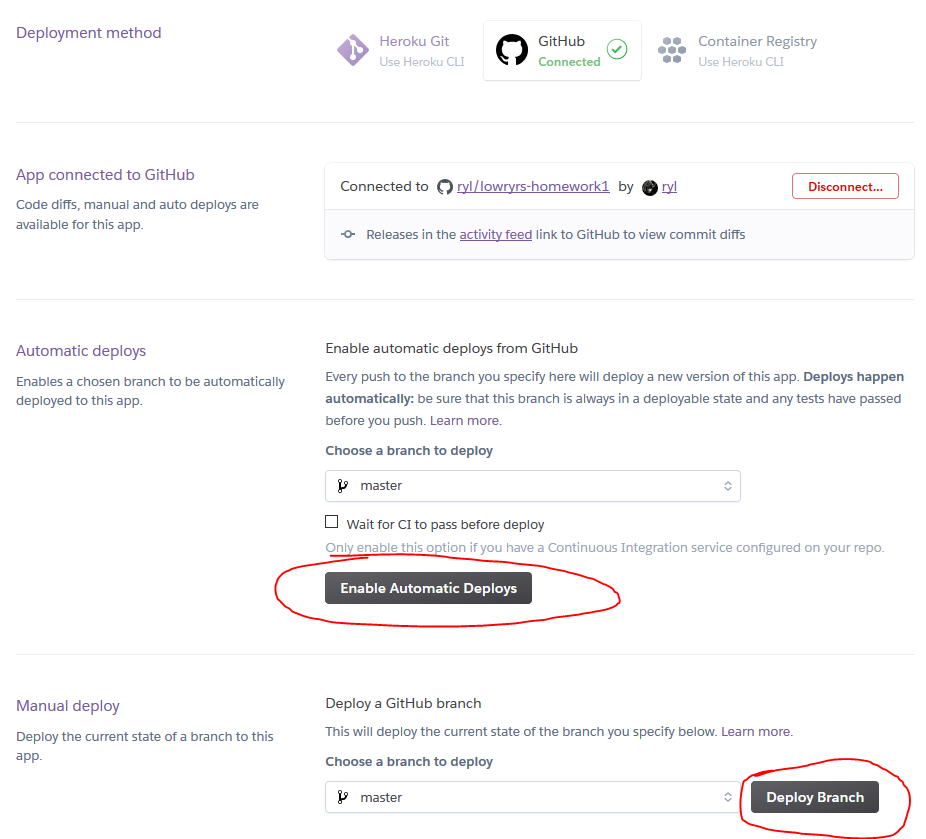 Deployment method
Heroku Git
Use Heroku CLI
GitHub
Connected
Container Registry
Use Heroku CLI
App connected to GitHub
Code diffs, manual and auto deploys are
available for this app.
Connected to ryl/lowryrs-homework1 by ryl
Disconnect...
Releases in the activity feed link to GitHub to view commit diffs
Automatic deploys
Enables a chosen branch to be automatically
deployed to this app.
Enable automatic deploys from GitHub
Every push to the branch you specify here will deploy a new version of this app. Deploys happen
automatically: be sure that this branch is always in a deployable state and any tests have passed
before you push. Learn more.
Choose a branch to deploy
master
Wait for CI to pass before deploy
Only enable this option if you have a Continuous Integration service configured on your repo.
Enable Automatic Deploys
Manual deploy
Deploy the current state of a branch to this
app.
Deploy a GitHub branch
This will deploy the current state of the branch you specify below. Learn more.
Choose a branch to deploy
master
Deploy Branch